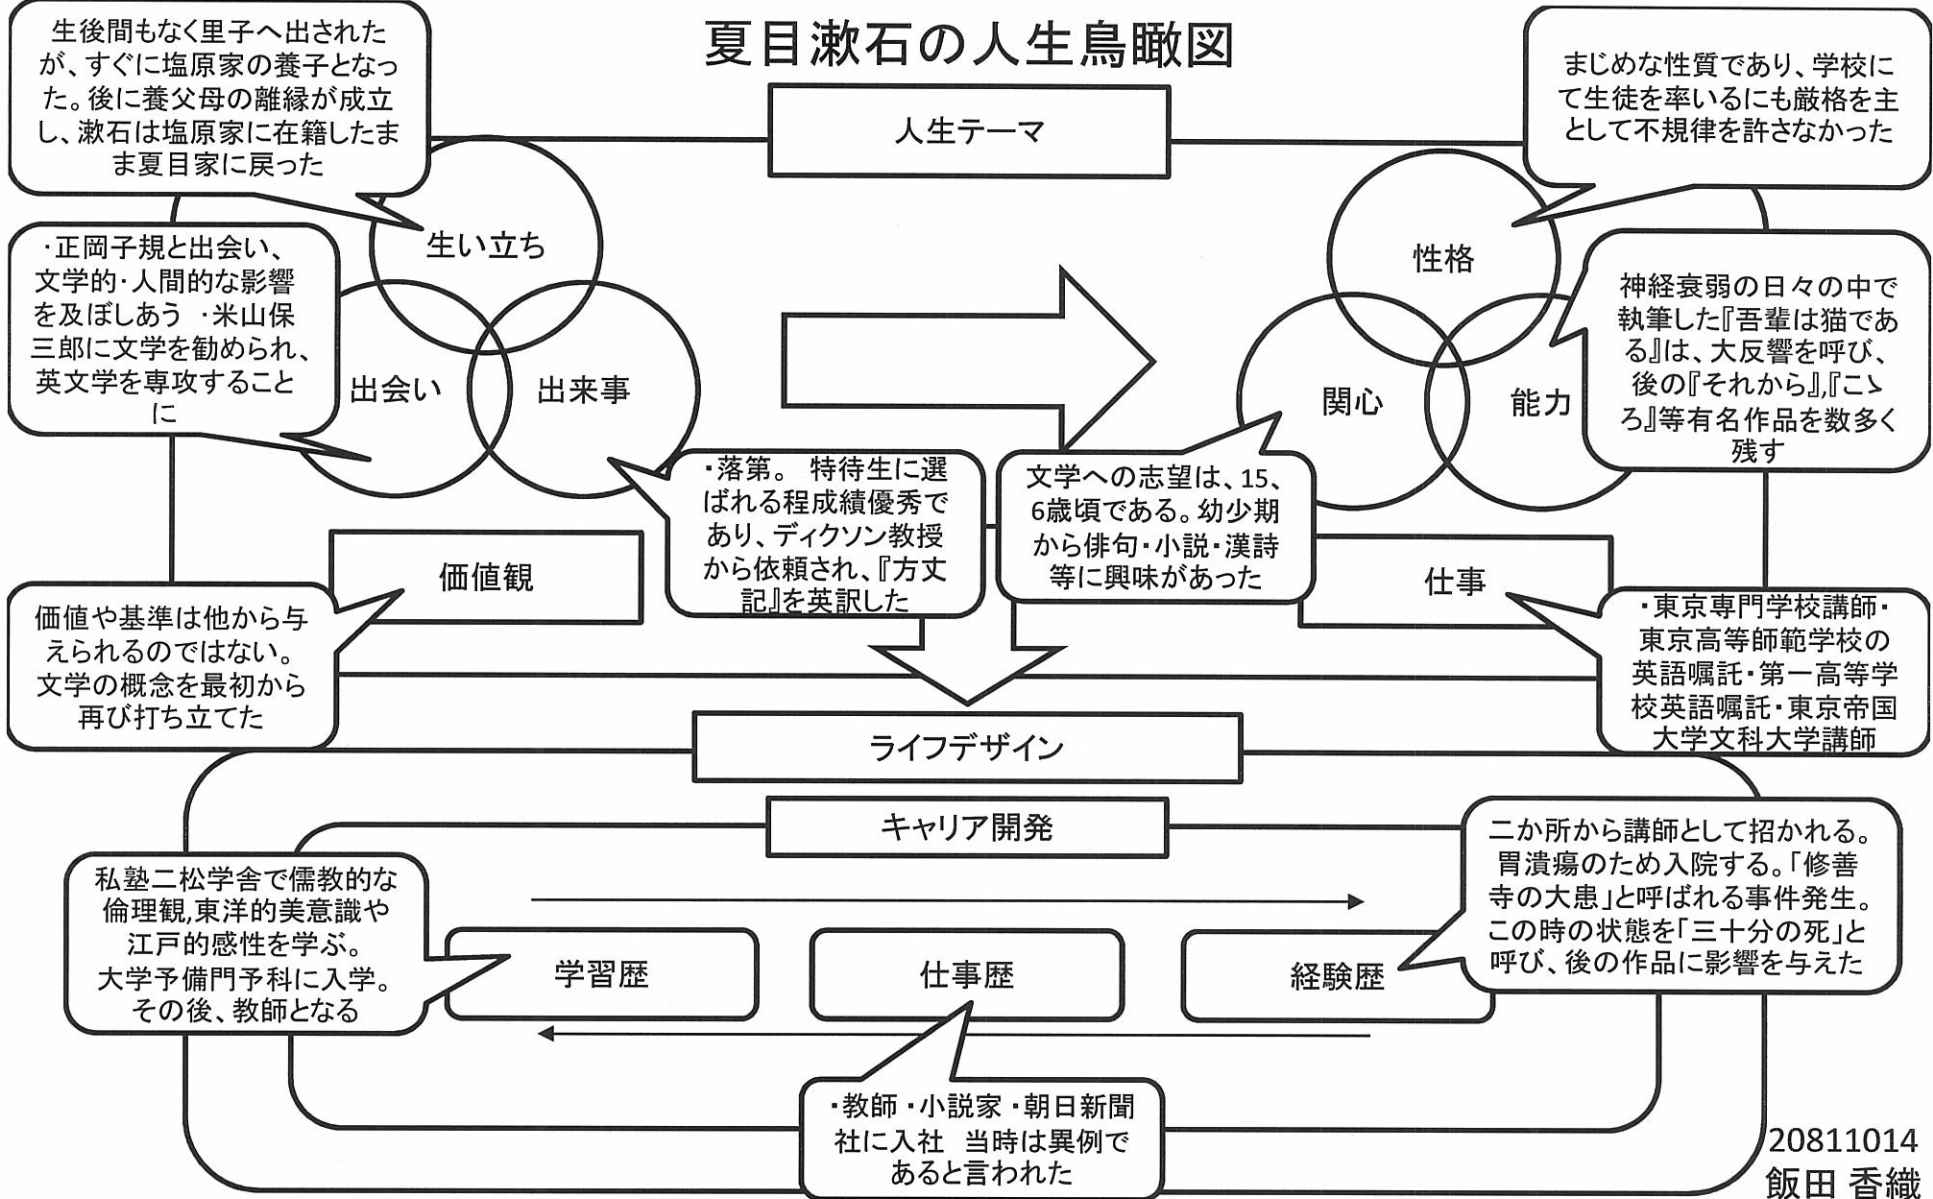 夏目漱石の人生鳥瞰図
人生テーマ
生後間もなく里子へ出された
が、すぐに塩原家の養子となっ
た。後に養父母の離縁が成立
し、漱石は塩原家に在籍したま
ま夏目家に戻った
生い立ち
・正岡子規と出会い、
文学的・人間的な影響
を及ぼしあう ・米山保
三郎に文学を勧められ、
英文学を専攻すること
に
出会い
出来事
・落第。 特待生に選
ばれる程成績優秀で
あり、ディクソン教授
から依頼され、『方丈
記』を英訳した
価値観
価値や基準は他から与
えられるのではない。
文学の概念を最初から
再び打ち立てた
まじめな性質であり、学校に
て生徒を率いるにも厳格を主
として不規律を許さなかった
性格
神経衰弱の日々の中で
執筆した『吾輩は猫であ
る』は、大反響を呼び、
後の『それから』,『こゝ
ろ』等有名作品を数多く
残す
関心
能力
文学への志望は、15、
6歳頃である。幼少期
から俳句・小説・漢詩
等に興味があった
仕事
・東京専門学校講師・
東京高等師範学校の
英語嘱託・第一高等学
校英語嘱託・東京帝国
大学文科大学講師
ライフデザイン
キャリア開発
私塾二松学舎で儒教的な
倫理観,東洋的美意識や
江戸的感性を学ぶ。
大学予備門予科に入学。
その後、教師となる
学習歴
仕事歴
経験歴
二か所から講師として招かれる。
胃潰瘍のため入院する。「修善
寺の大患」と呼ばれる事件発生。
この時の状態を「三十分の死」と
呼び、後の作品に影響を与えた
・教師・小説家・朝日新聞
社に入社 当時は異例で
あると言われた
20811014
飯田 香織